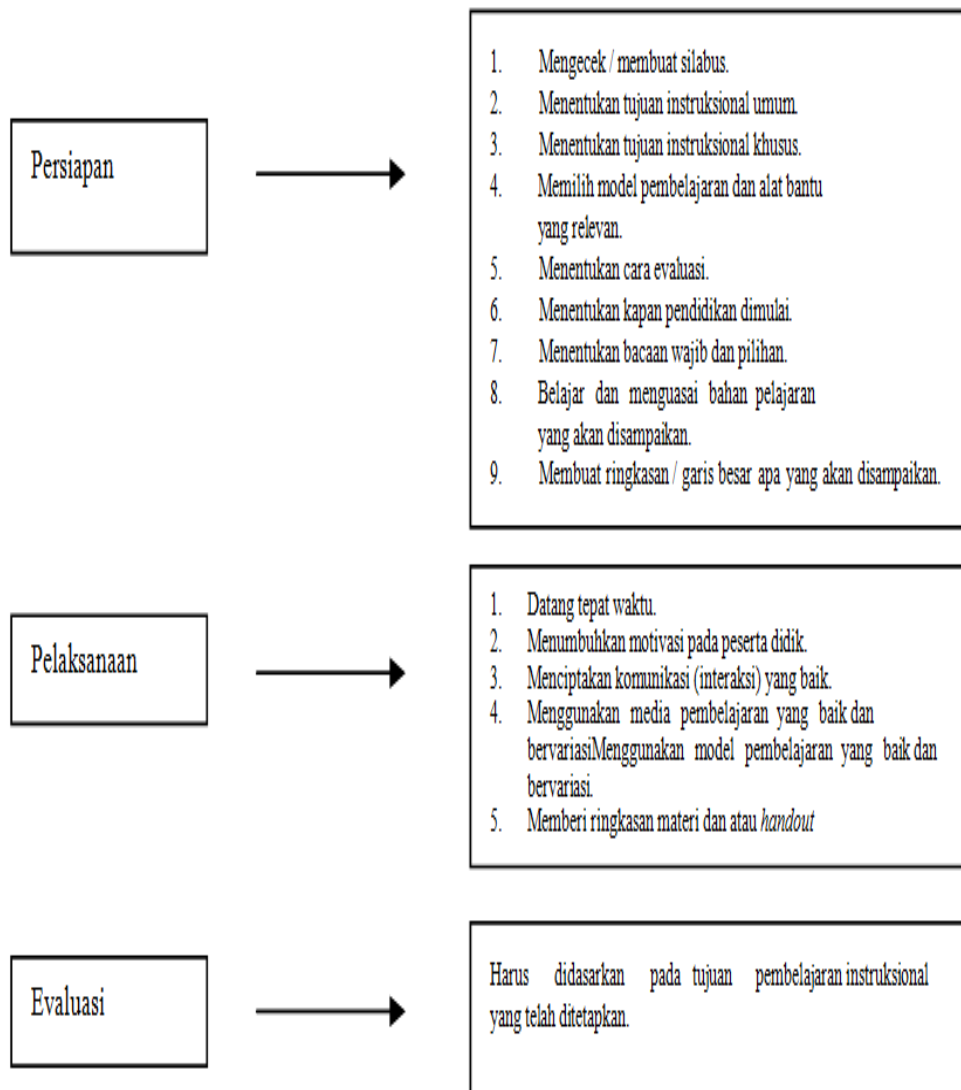 Persiapan
1. Mengecek / membuat silabus.
2. Menentukan tujuan instruksional umum.
3. Menentukan tujuan instruksional khusus.
4. Memilih model pembelajaran dan alat bantu
yang relevan.
5. Menentukan cara evaluasi.
6. Menentukan kapan pendidikan dimulai.
7. Menentukan bacaan wajib dan pilihan.
8. Belajar dan menguasai bahan pelajaran
yang akan disampaikan.
9. Membuat ringkasan / garis besar apa yang akan disampaikan.
Pelaksanaan
1. Datang tepat waktu.
2. Menumbuhkan motivasi pada peserta didik.
3. Menciptakan komunikasi (interaksi) yang baik.
4. Menggunakan media pembelajaran yang baik dan
bervariasiMenggunakan model pembelajaran yang baik dan
bervariasi.
5. Memberi ringkasan materi dan atau handout
Evaluasi
Harus didasarkan pada tujuan pembelajaran instruksional
yang telah ditetapkan.